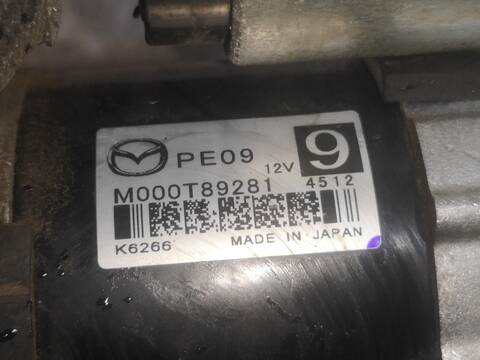 PE09 12V 9
M000T89281 4512
K6266 MADE IN JAPAN